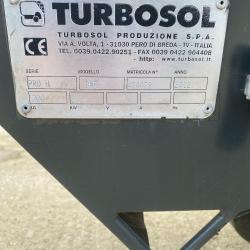 TURBOSOL
TURBOSOL PRODUZIONE S.P.A.
VIA A. VOLTA, 1 - 31030 PERO DI BREDA - TV - ITALIA
TEL. 0039.0422.90251 - FAX 0039 0422 904408
http://www.turbosol.it
SERIE MODELLO MATRICOLA N° ANNO
PRO H
KG KW V A Hz